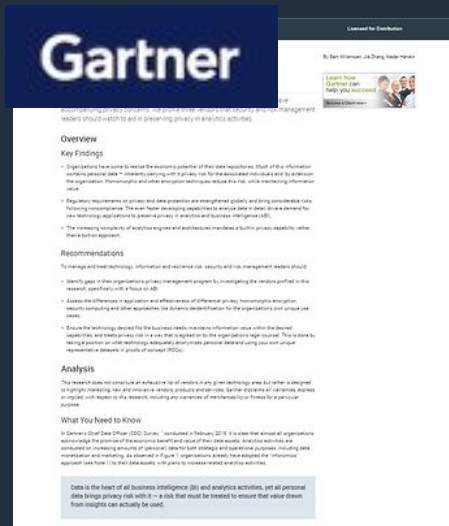 Gartner
Licensed for Distribution
By Bart Willemsen, Jia Zhang, Nader Henein
Learn how
Gartner can
help you succeed
Become a Client now
accompanying privacy concerns. We profile three vendors that security and risk management
leaders should watch to aid in preserving privacy in analytics activities.
Overview
Key Findings
Organizations have come to realize the economic potential of their data repositories. Much of this information
contains personal data — inherently carrying with it privacy risk for the associated individuals and, by extension,
the organization. Homomorphic and other encryption techniques reduce this risk, while maintaining information
value.
Regulatory requirements on privacy and data protection are strengthened globally and bring considerable risks
following noncompliance. The even faster developing capabilities to analyze data in detail drive a demand for
new technology applications to preserve privacy in analytics and business intelligence (ABI).
The increasing complexity of analytics engines and architectures mandates a built-in privacy capability, rather
than a bolt-on approach.
Recommendations
To manage and treat technology, information and resilience risk, security and risk management leaders should:
Identify gaps in their organization's privacy management program by investigating the vendors profiled in this
research, specifically with a focus on ABI.
Assess the differences in application and effectiveness of differential privacy, homomorphic encryption,
security computing and other approaches like dynamic deidentification for the organization's own unique use
cases.
Ensure the technology desired fits the business needs, maintains information value within the desired
capabilities, and treats privacy risk in a way that is agreed on by the organization's legal counsel. This is done by
taking a position on what technology adequately anonymizes personal data and using your own unique
representative datasets in proofs of concept (POCs).
Analysis
This research does not constitute an exhaustive list of vendors in any given technology area, but rather is designed
to highlight interesting, new and innovative vendors, products and services. Gartner disclaims all warranties, express
or implied, with respect to this research, including any warranties of merchantability or fitness for a particular
purpose.
What You Need to Know
In Gartner's Chief Data Officer (CDO) Survey, conducted in February 2019, it is clear that almost all organizations
acknowledge the promise of the economic benefit and value of their data assets. Analytics activities are
conducted on increasing amounts of (personal) data for both strategic and operational purposes, including data
monetization and marketing. As observed in Figure 1, organizations already have adopted the "infonomics"
approach (see Note 1) to their data assets, with plans to increase related analytics activities.
Data is the heart of all business intelligence (BI) and analytics activities, yet all personal
data brings privacy risk with it — a risk that must be treated to ensure that value drawn
from insights can actually be used.